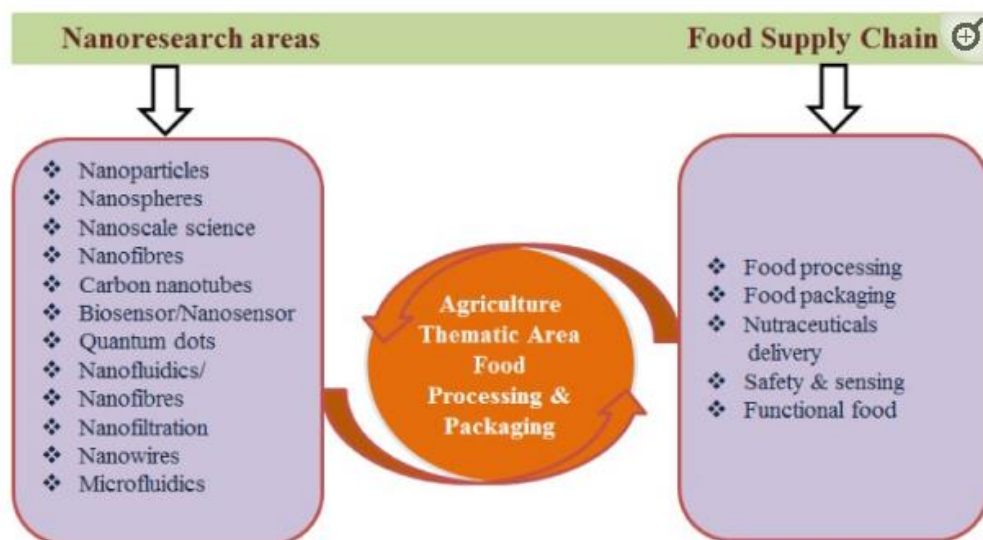 Nanoresearch areas
Food Supply Chain
❖ Nanoparticles
❖ Nanospheres
❖ Nanoscale science
❖ Nanofibres
❖ Carbon nanotubes
❖ Biosensor/Nanosensor
❖ Quantum dots
❖ Nanofluidics/
❖ Nanofibres
❖ Nanofiltration
❖ Nanowires
❖ Microfluidics
Agriculture
Thematic Area
Food
Processing &
Packaging
❖ Food processing
❖ Food packaging
❖ Nutraceuticals
delivery
❖ Safety & sensing
❖ Functional food